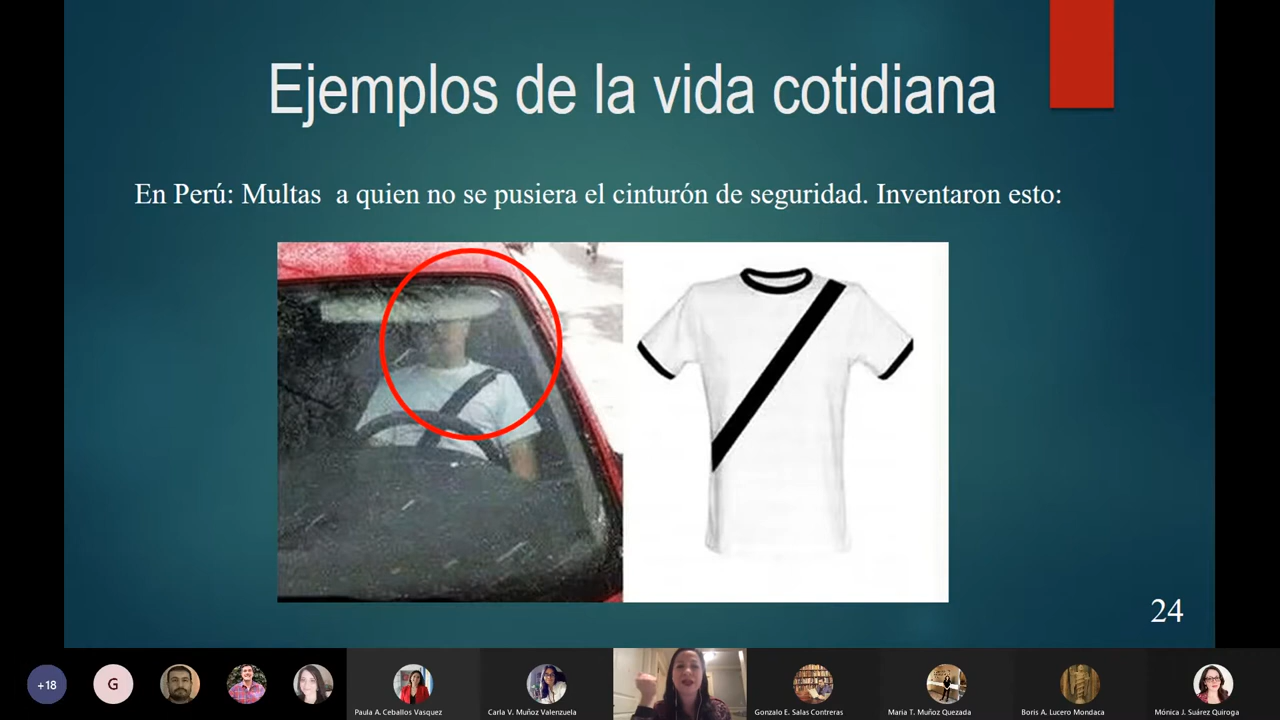 Ejemplos de la vida cotidiana
En Perú: Multas a quien no se pusiera el cinturón de seguridad. Inventaron esto:
24
+18
G
Paula A. Ceballos Vasquez
Carla V. Muñoz Valenzuela
Gonzalo E. Salas Contreras
Maria T. Muñoz Quezada
Boris A. Lucero Mondaca
Mónica J. Suárez Quiroga